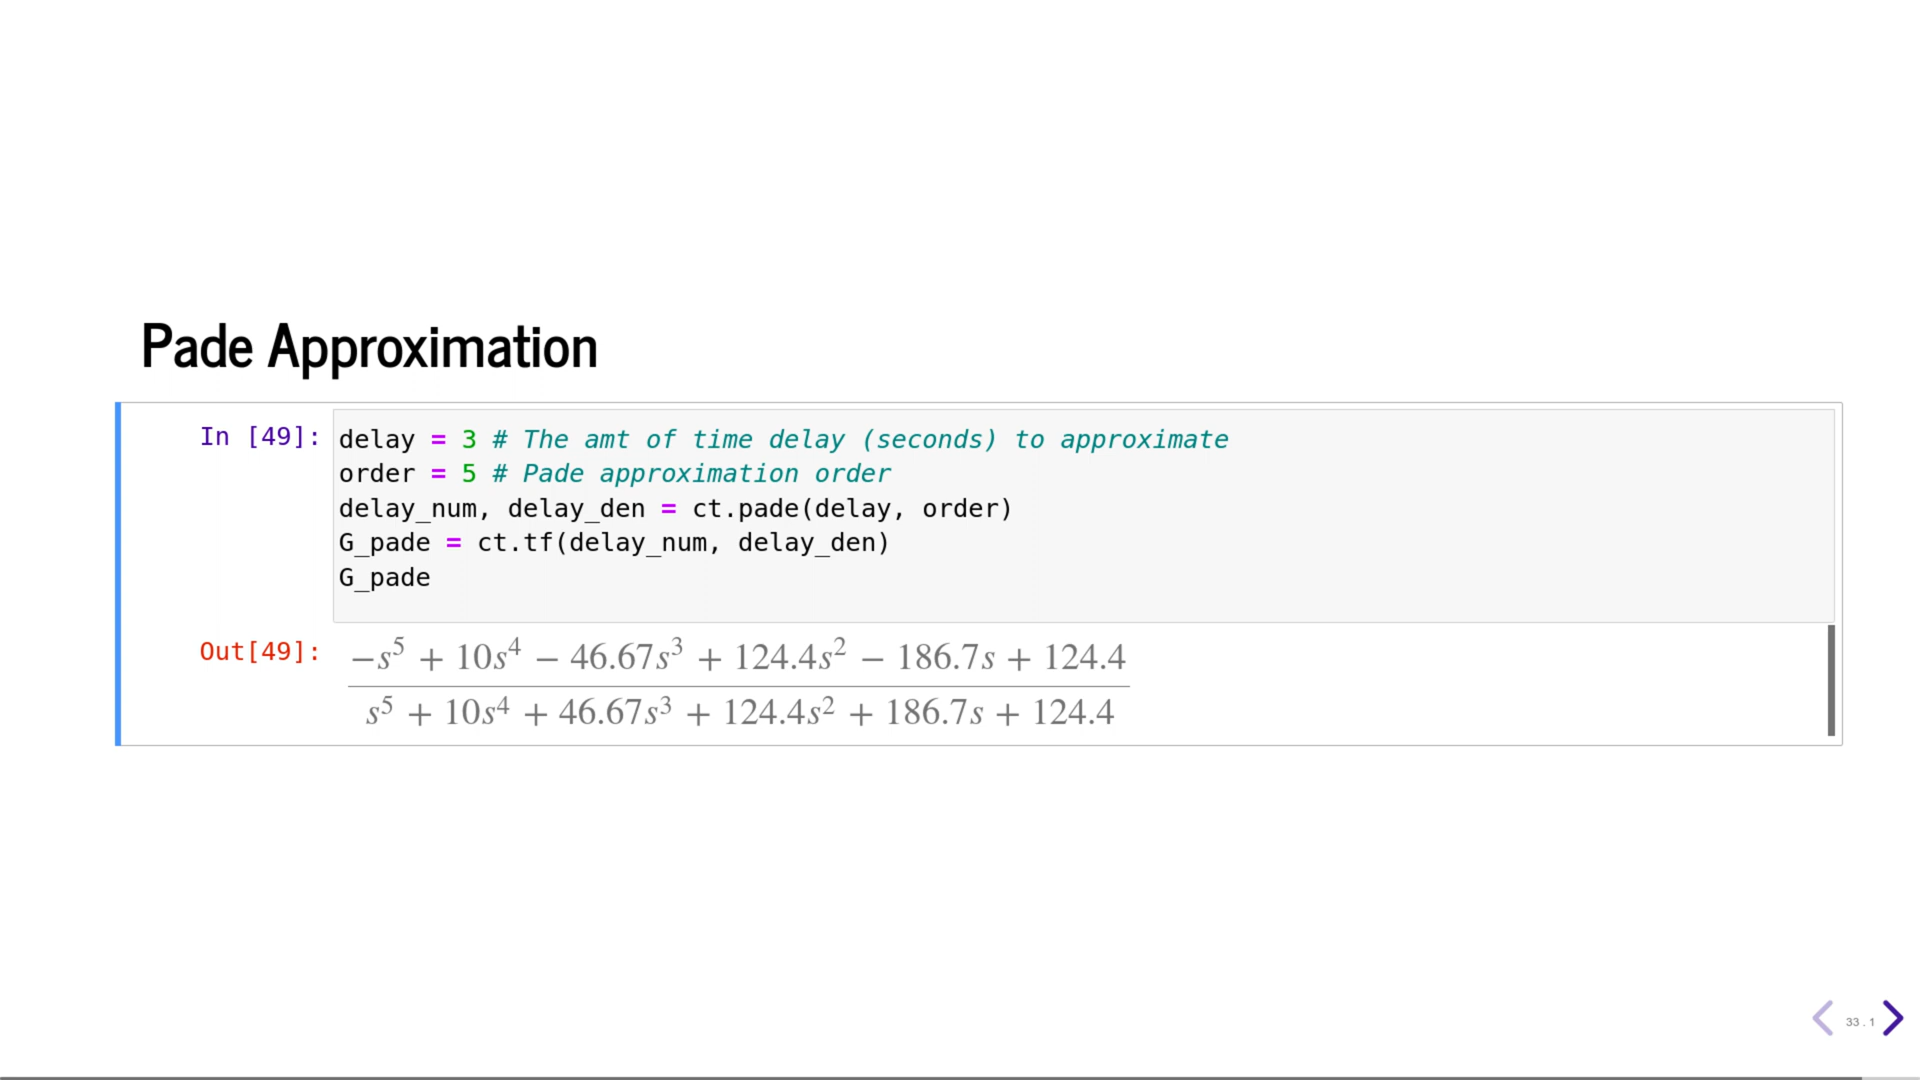 Pade Approximation
In [49]: delay = 3 # The amt of time delay (seconds) to approximate
order = 5 # Pade approximation order
delay_num, delay_den = ct.pade(delay, order)
G_pade = ct.tf(delay_num, delay_den)
G_pade
Out[49]: −s⁵ + 10s⁴ − 46.67s³ + 124.4s² − 186.7s + 124.4
s⁵ + 10s⁴ + 46.67s³ + 124.4s² + 186.7s + 124.4
33 . 1